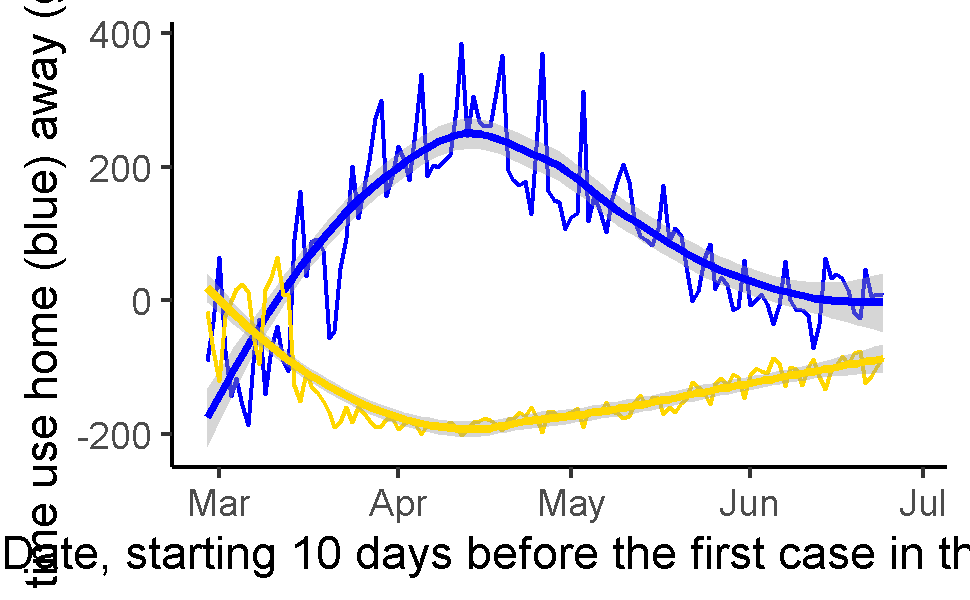 time use home (blue) away (
400
200
0
-200
Mar Apr May Jun Jul
Date, starting 10 days before the first case in th